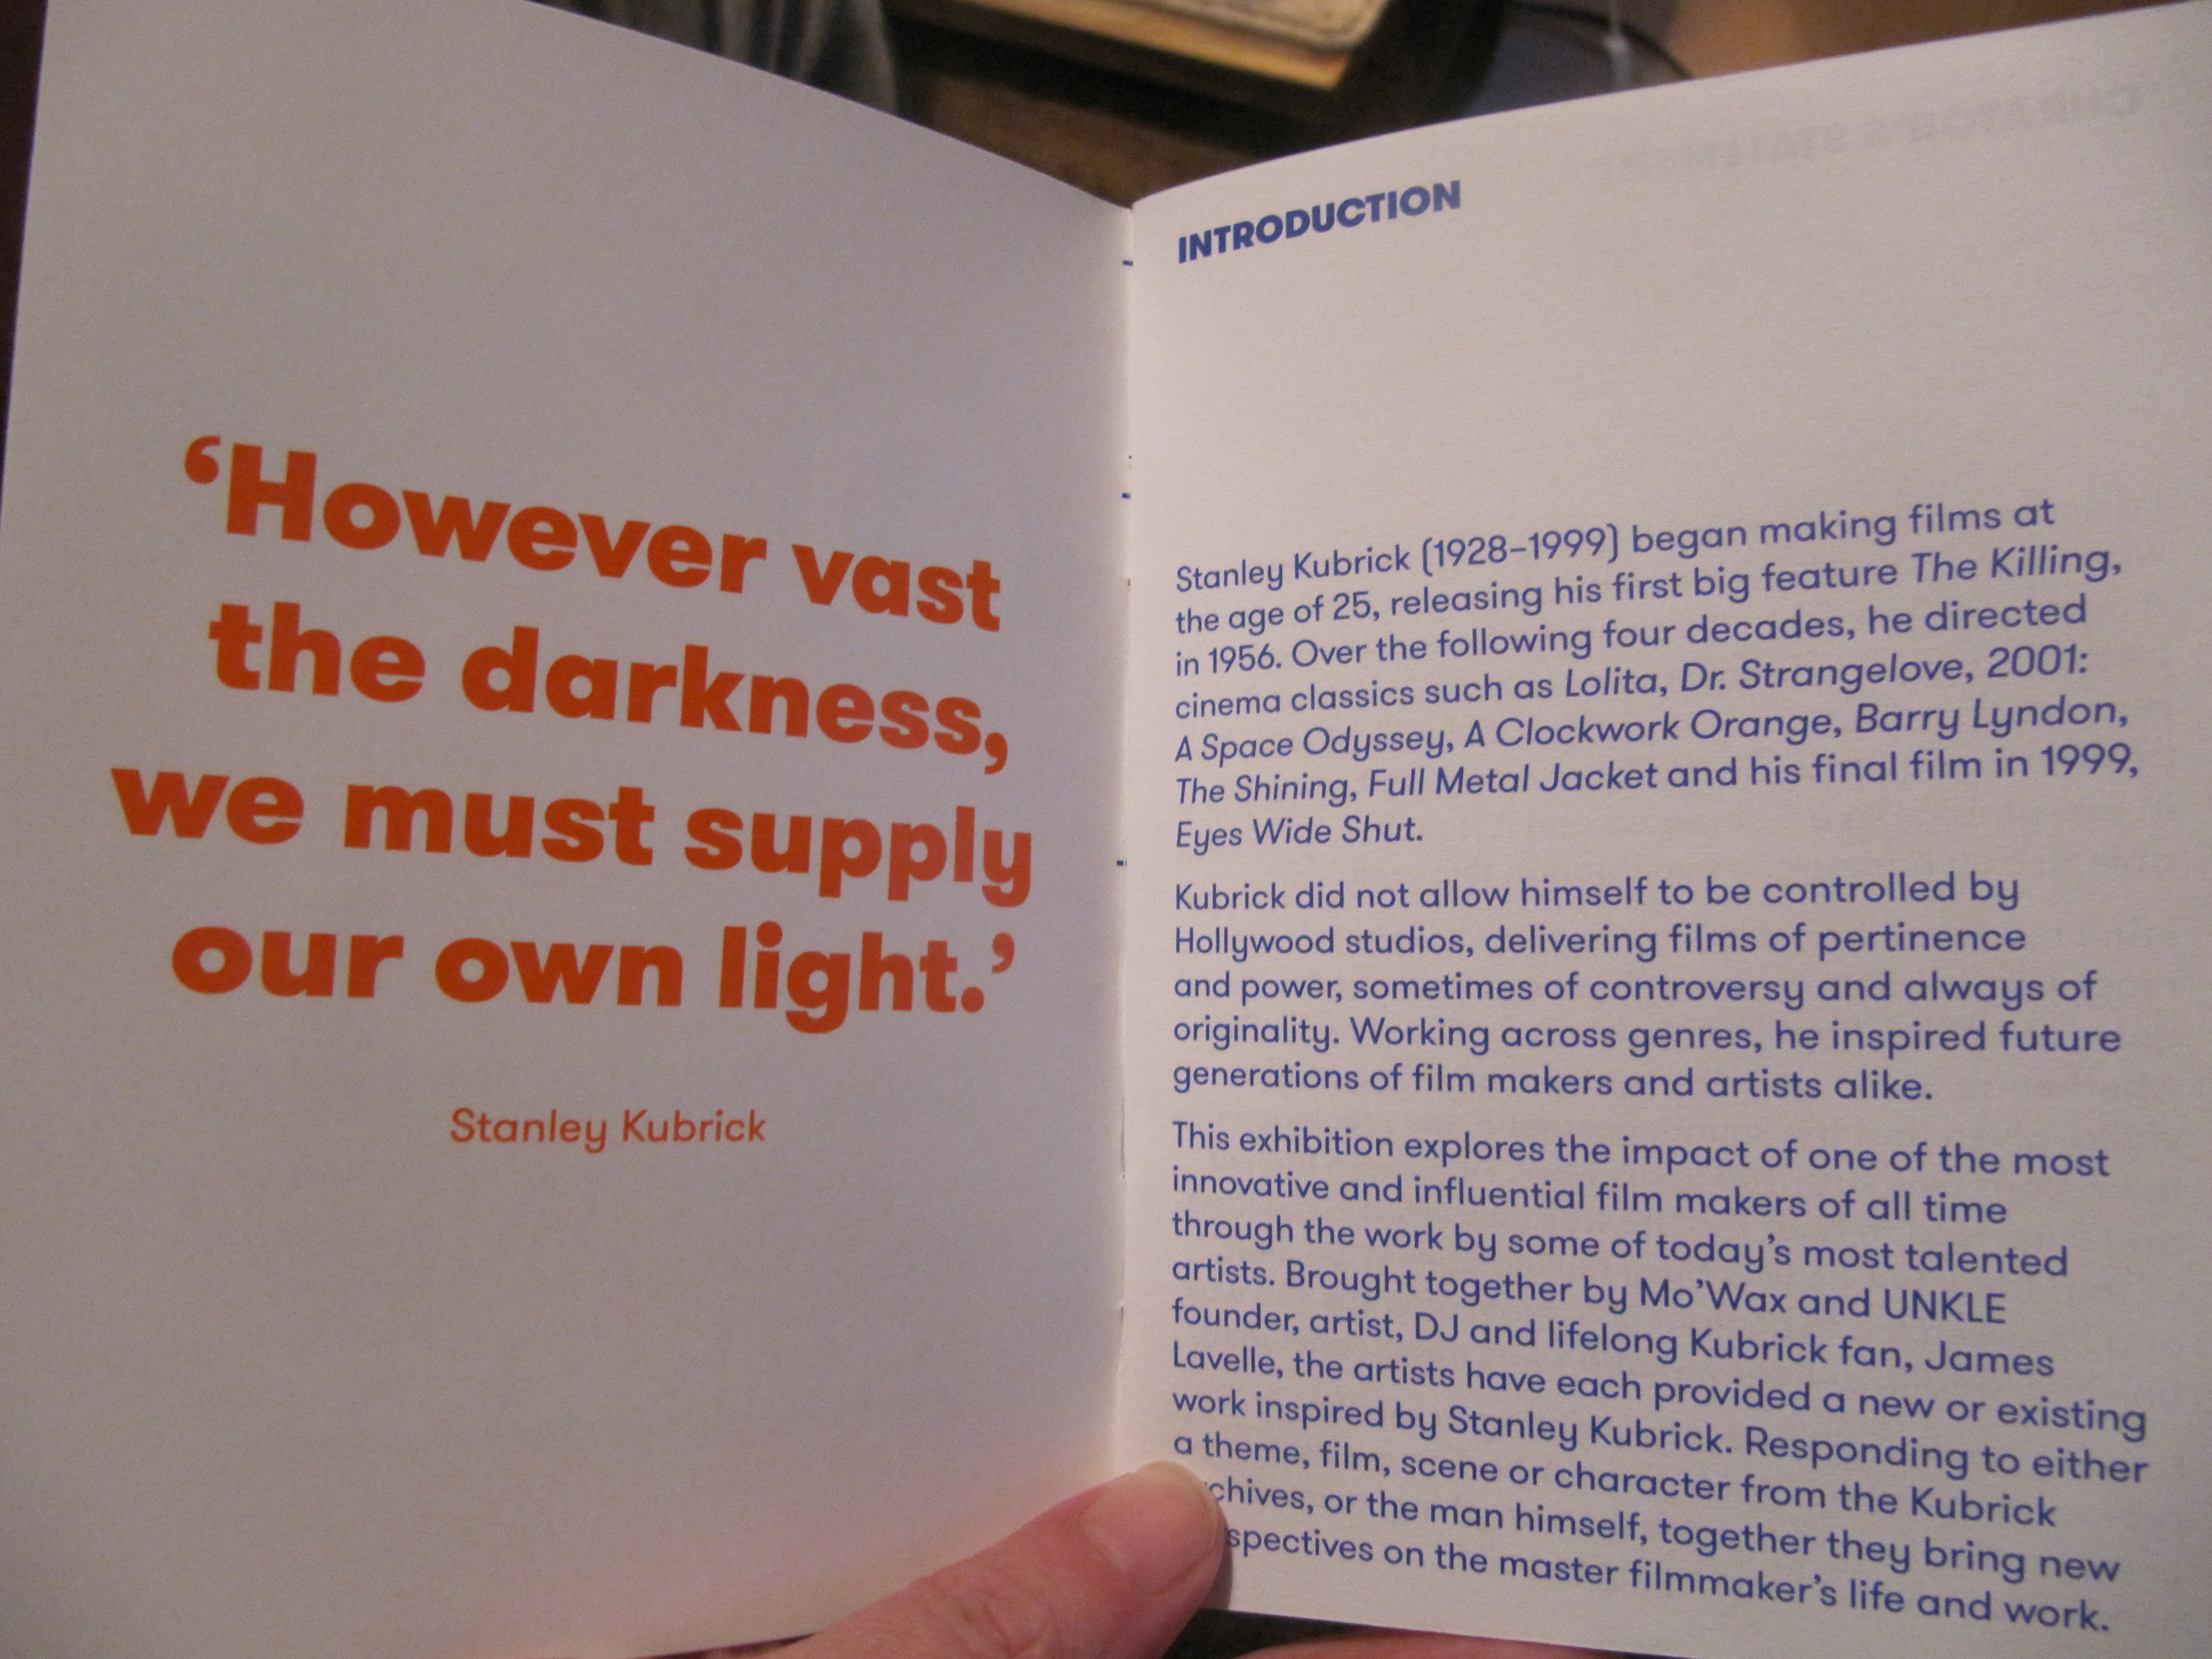 ‘However vast
the darkness,
we must supply
our own light.’
Stanley Kubrick
INTRODUCTION
Stanley Kubrick (1928–1999) began making films at
the age of 25, releasing his first big feature The Killing,
in 1956. Over the following four decades, he directed
cinema classics such as Lolita, Dr. Strangelove, 2001:
A Space Odyssey, A Clockwork Orange, Barry Lyndon,
The Shining, Full Metal Jacket and his final film in 1999,
Eyes Wide Shut.
Kubrick did not allow himself to be controlled by
Hollywood studios, delivering films of pertinence
and power, sometimes of controversy and always of
originality. Working across genres, he inspired future
generations of film makers and artists alike.
This exhibition explores the impact of one of the most
innovative and influential film makers of all time
through the work by some of today’s most talented
artists. Brought together by Mo’Wax and UNKLE
founder, artist, DJ and lifelong Kubrick fan, James
Lavelle, the artists have each provided a new or existing
work inspired by Stanley Kubrick. Responding to either
a theme, film, scene or character from the Kubrick
chives, or the man himself, together they bring new
spectives on the master filmmaker’s life and work.